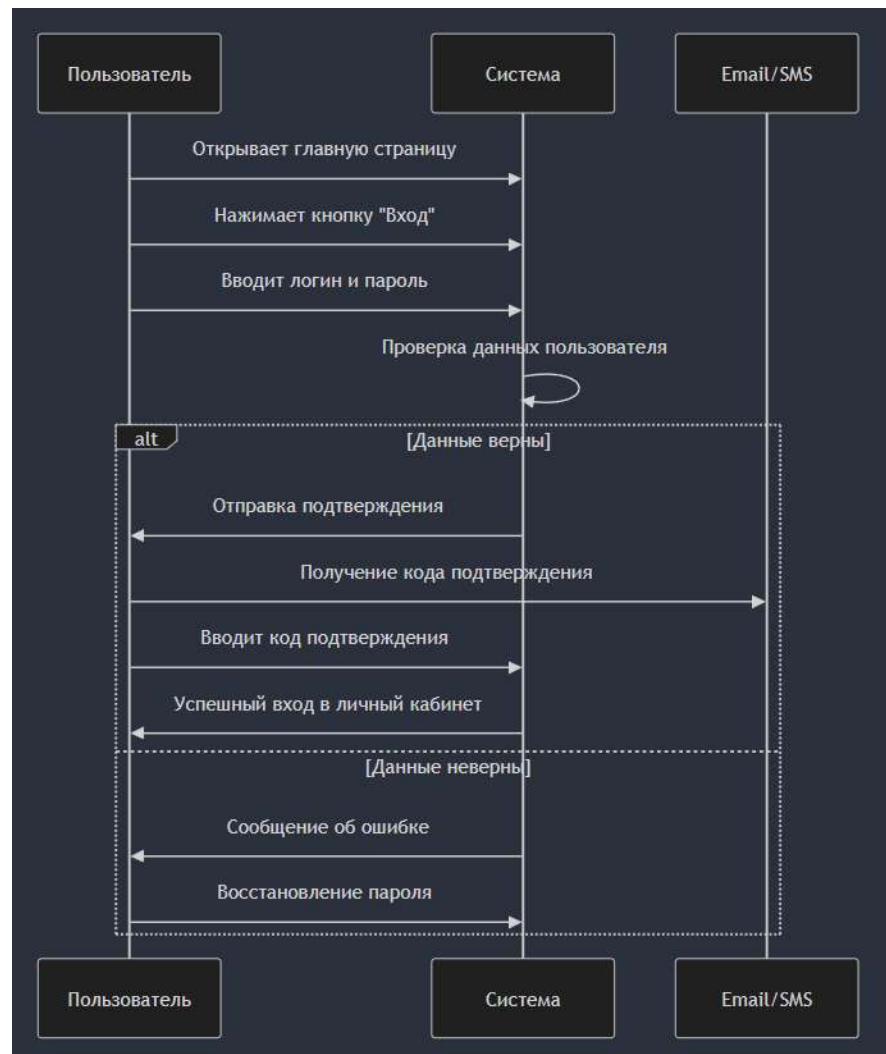 Пользователь
Система
Email/SMS
Открывает главную страницу
Нажимает кнопку "Вход"
Вводит логин и пароль
Проверка данных пользователя
alt
[Данные верны]
Отправка подтверждения
Получение кода подтверждения
Вводит код подтверждения
Успешный вход в личный кабинет
[Данные неверны]
Сообщение об ошибке
Восстановление пароля
Пользователь
Система
Email/SMS